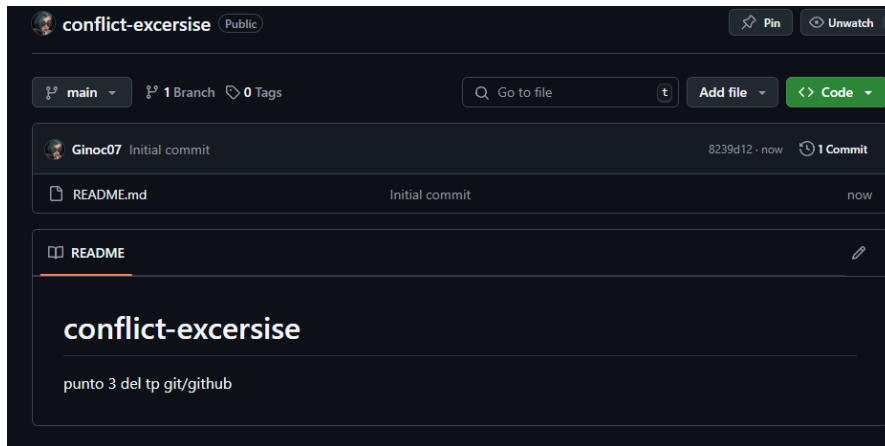 conflict-excersise Public Pin Unwatch
main 1 Branch 0 Tags Go to file t Add file <> Code
Ginoc07 Initial commit 8239d12 · now 1 Commit
README.md Initial commit now
README
conflict-excersise
punto 3 del tp git/github